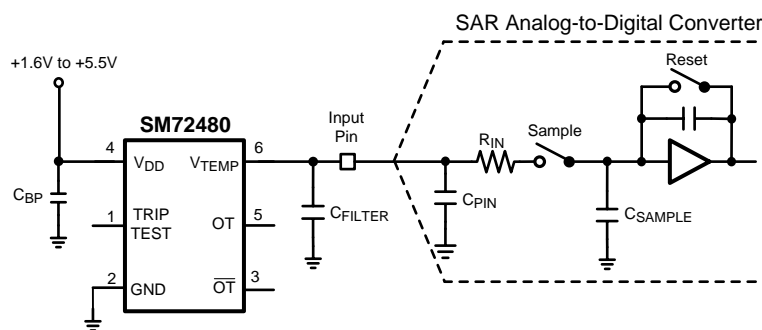 SAR Analog-to-Digital Converter
+1.6V to +5.5V
Reset
SM72480
Input
Pin
RIN
Sample
4
VDD
VTEMP
6
CBP
CFILTER
CPIN
CSAMPLE
1
TRIP
TEST
OT
5
2
GND
OT
3